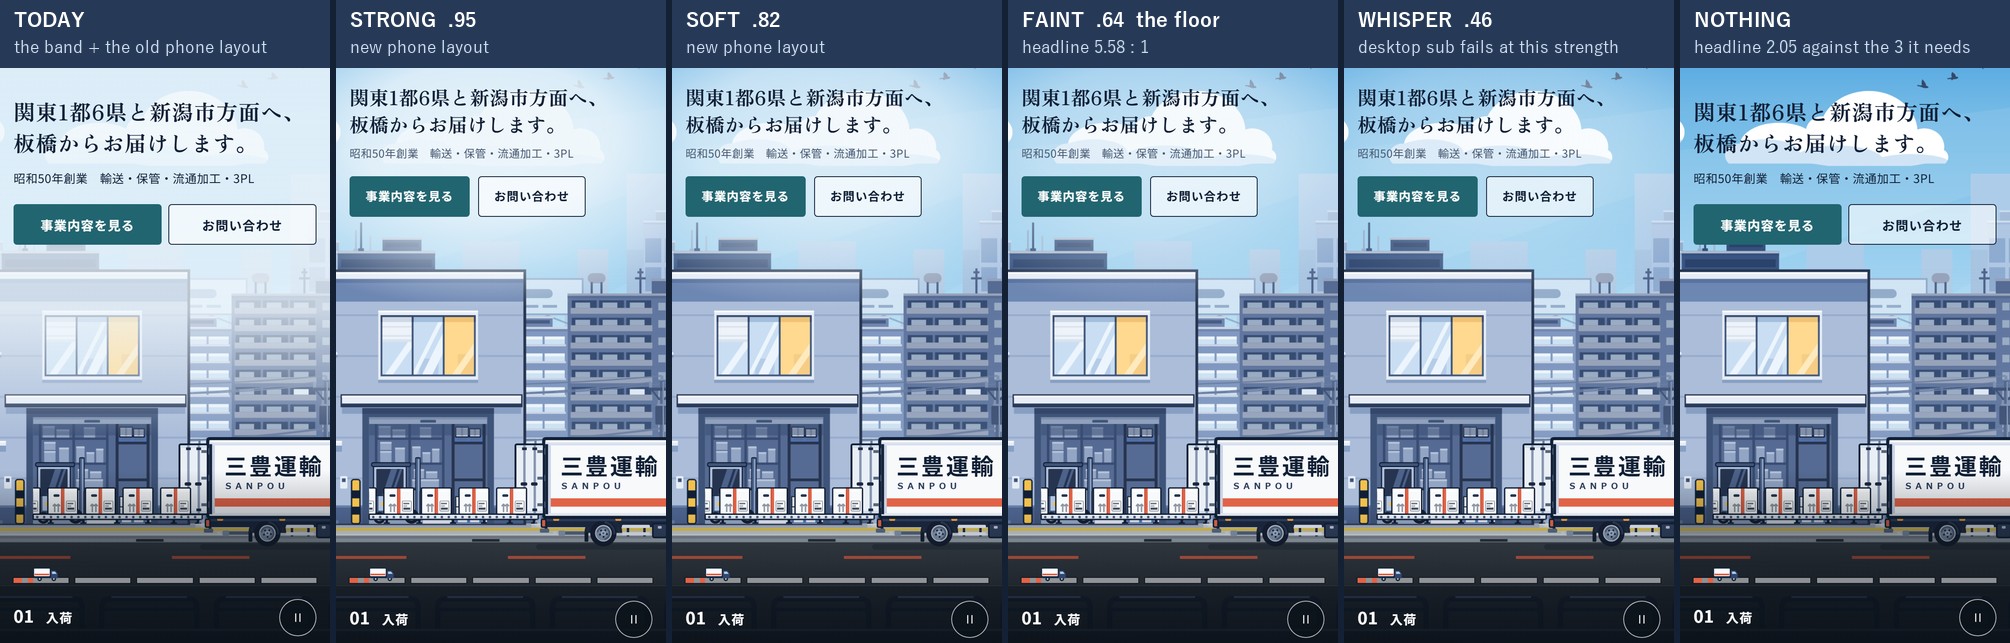 TODAY
the band + the old phone layout
関東1都6県と新潟市方面へ、
板橋からお届けします。
昭和50年創業 輸送・保管・流通加工・3PL
事業内容を見る
お問い合わせ
三豊運輸
SANPOU
01 入荷
STRONG .95
new phone layout
関東1都6県と新潟市方面へ、
板橋からお届けします。
昭和50年創業 輸送・保管・流通加工・3PL
事業内容を見る
お問い合わせ
三豊運輸
SANPOU
01 入荷
SOFT .82
new phone layout
関東1都6県と新潟市方面へ、
板橋からお届けします。
昭和50年創業 輸送・保管・流通加工・3PL
事業内容を見る
お問い合わせ
三豊運輸
SANPOU
01 入荷
FAINT .64 the floor
headline 5.58 : 1
関東1都6県と新潟市方面へ、
板橋からお届けします。
昭和50年創業 輸送・保管・流通加工・3PL
事業内容を見る
お問い合わせ
三豊運輸
SANPOU
01 入荷
WHISPER .46
desktop sub fails at this strength
関東1都6県と新潟市方面へ、
板橋からお届けします。
昭和50年創業 輸送・保管・流通加工・3PL
事業内容を見る
お問い合わせ
三豊運輸
SANPOU
01 入荷
NOTHING
headline 2.05 against the 3 it needs
関東1都6県と新潟市方面へ、
板橋からお届けします。
昭和50年創業 輸送・保管・流通加工・3PL
事業内容を見る
お問い合わせ
三豊運輸
SANPOU
01 入荷